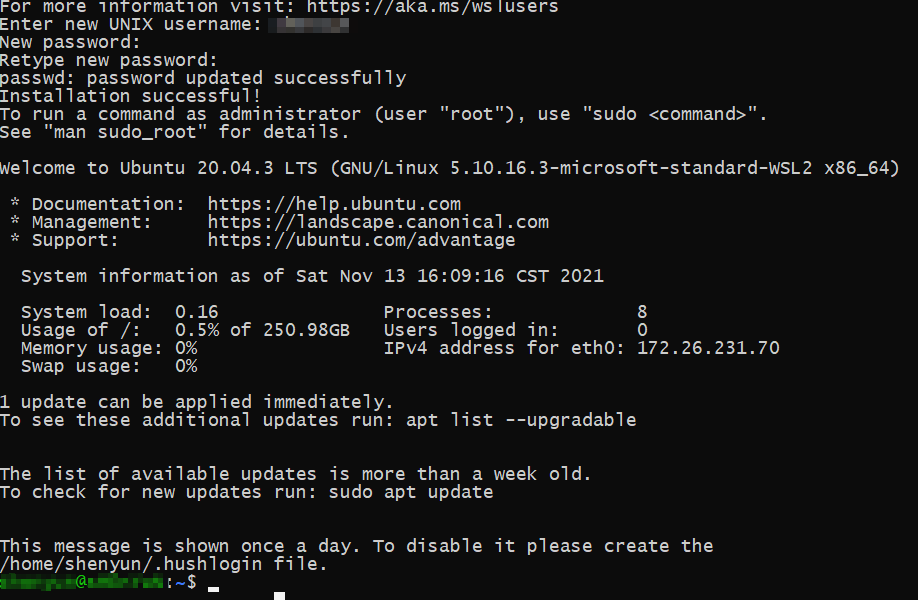 For more information visit: https://aka.ms/wslusers
Enter new UNIX username:
New password:
Retype new password:
passwd: password updated successfully
Installation successful!
To run a command as administrator (user "root"), use "sudo <command>".
See "man sudo_root" for details.
Welcome to Ubuntu 20.04.3 LTS (GNU/Linux 5.10.16.3-microsoft-standard-WSL2 x86_64)
* Documentation: https://help.ubuntu.com
* Management: https://landscape.canonical.com
* Support: https://ubuntu.com/advantage
System information as of Sat Nov 13 16:09:16 CST 2021
System load: 0.16 Processes: 8
Usage of /: 0.5% of 250.98GB Users logged in: 0
Memory usage: 0% IPv4 address for eth0: 172.26.231.70
Swap usage: 0%
1 update can be applied immediately.
To see these additional updates run: apt list --upgradable
The list of available updates is more than a week old.
To check for new updates run: sudo apt update
This message is shown once a day. To disable it please create the
/home/shenyun/.hushlogin file.
@ :~$